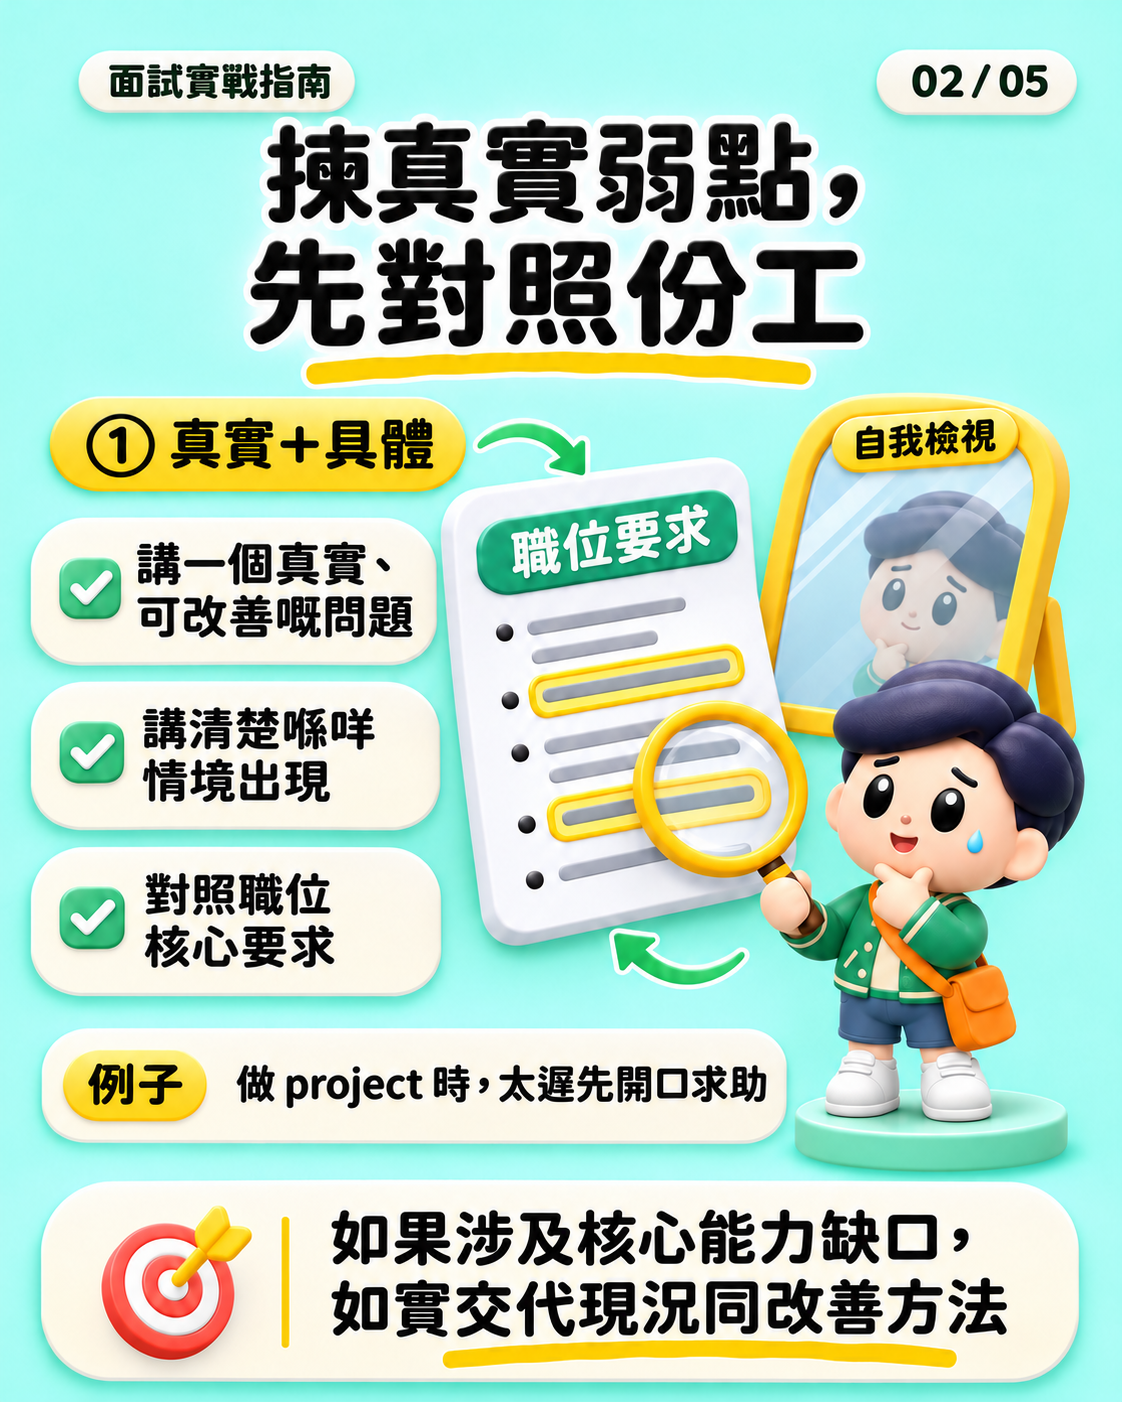 面試實戰指南
02/05
揀真實弱點，
先對照份工
①真實＋具體
自我檢視
職位要求
講一個真實、
可改善嘅問題
講清楚喺咩
情境出現
對照職位
核心要求
例子
做 project 時，太遲先開口求助
如果涉及核心能力缺口，
如實交代現況同改善方法